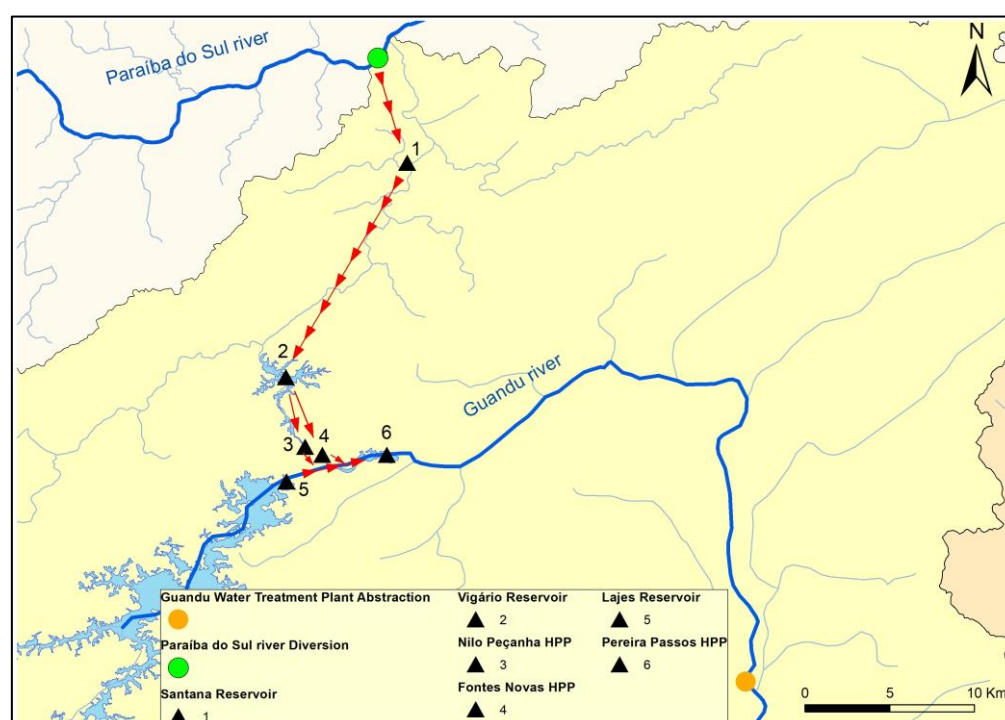 Paraíba do Sul river
N
1
2
Guandu river
3
4
6
5
Guandu Water Treatment Plant Abstraction
Paraíba do Sul river Diversion
Santana Reservoir
1
Vigário Reservoir
2
Nilo Peçanha HPP
3
Fontes Novas HPP
4
Lajes Reservoir
5
Pereira Passos HPP
6
0 5 10 Km